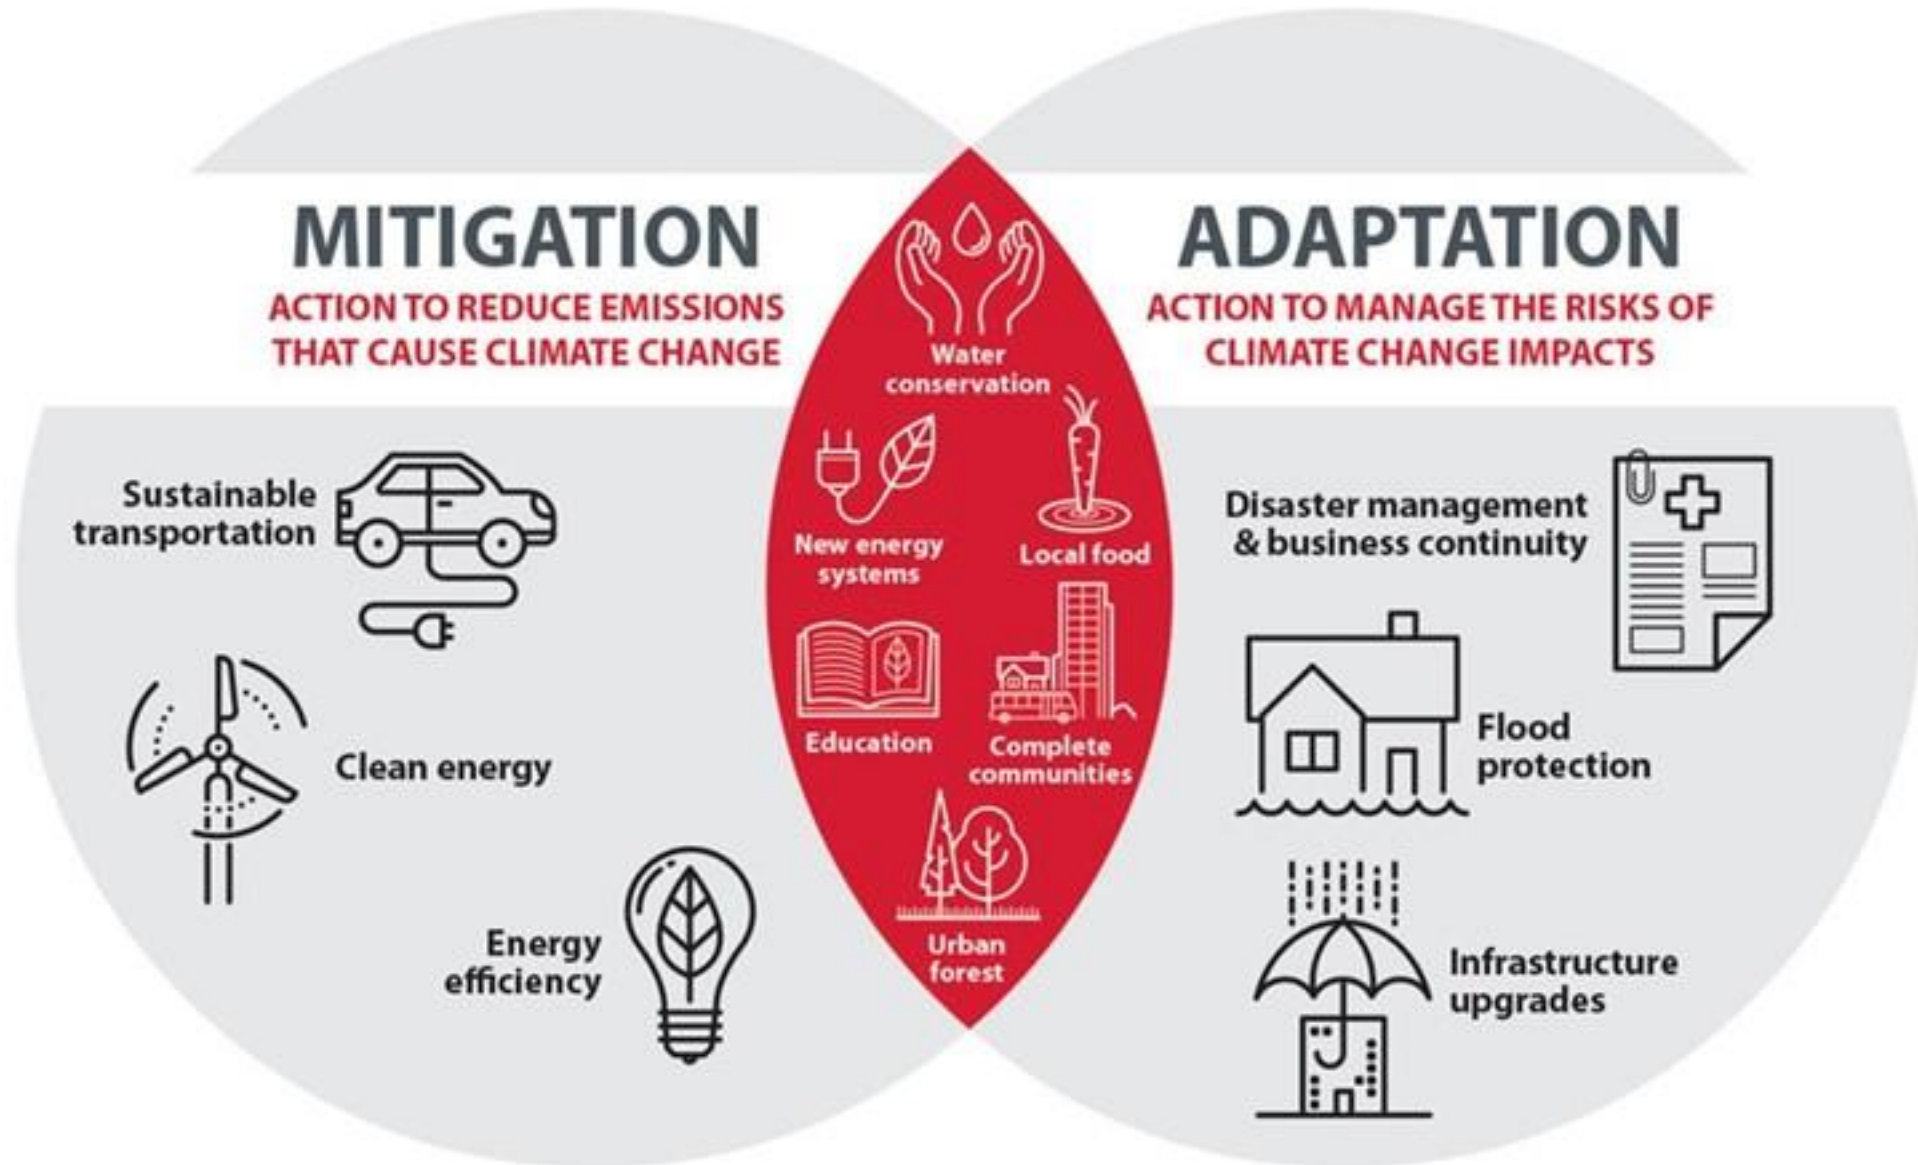 MITIGATION
ACTION TO REDUCE EMISSIONS
THAT CAUSE CLIMATE CHANGE
Sustainable
transportation
Clean energy
Energy
efficiency
Water
conservation
New energy
systems
Local food
Education
Complete
communities
Urban
forest
ADAPTATION
ACTION TO MANAGE THE RISKS OF
CLIMATE CHANGE IMPACTS
Disaster management
& business continuity
Flood
protection
Infrastructure
upgrades